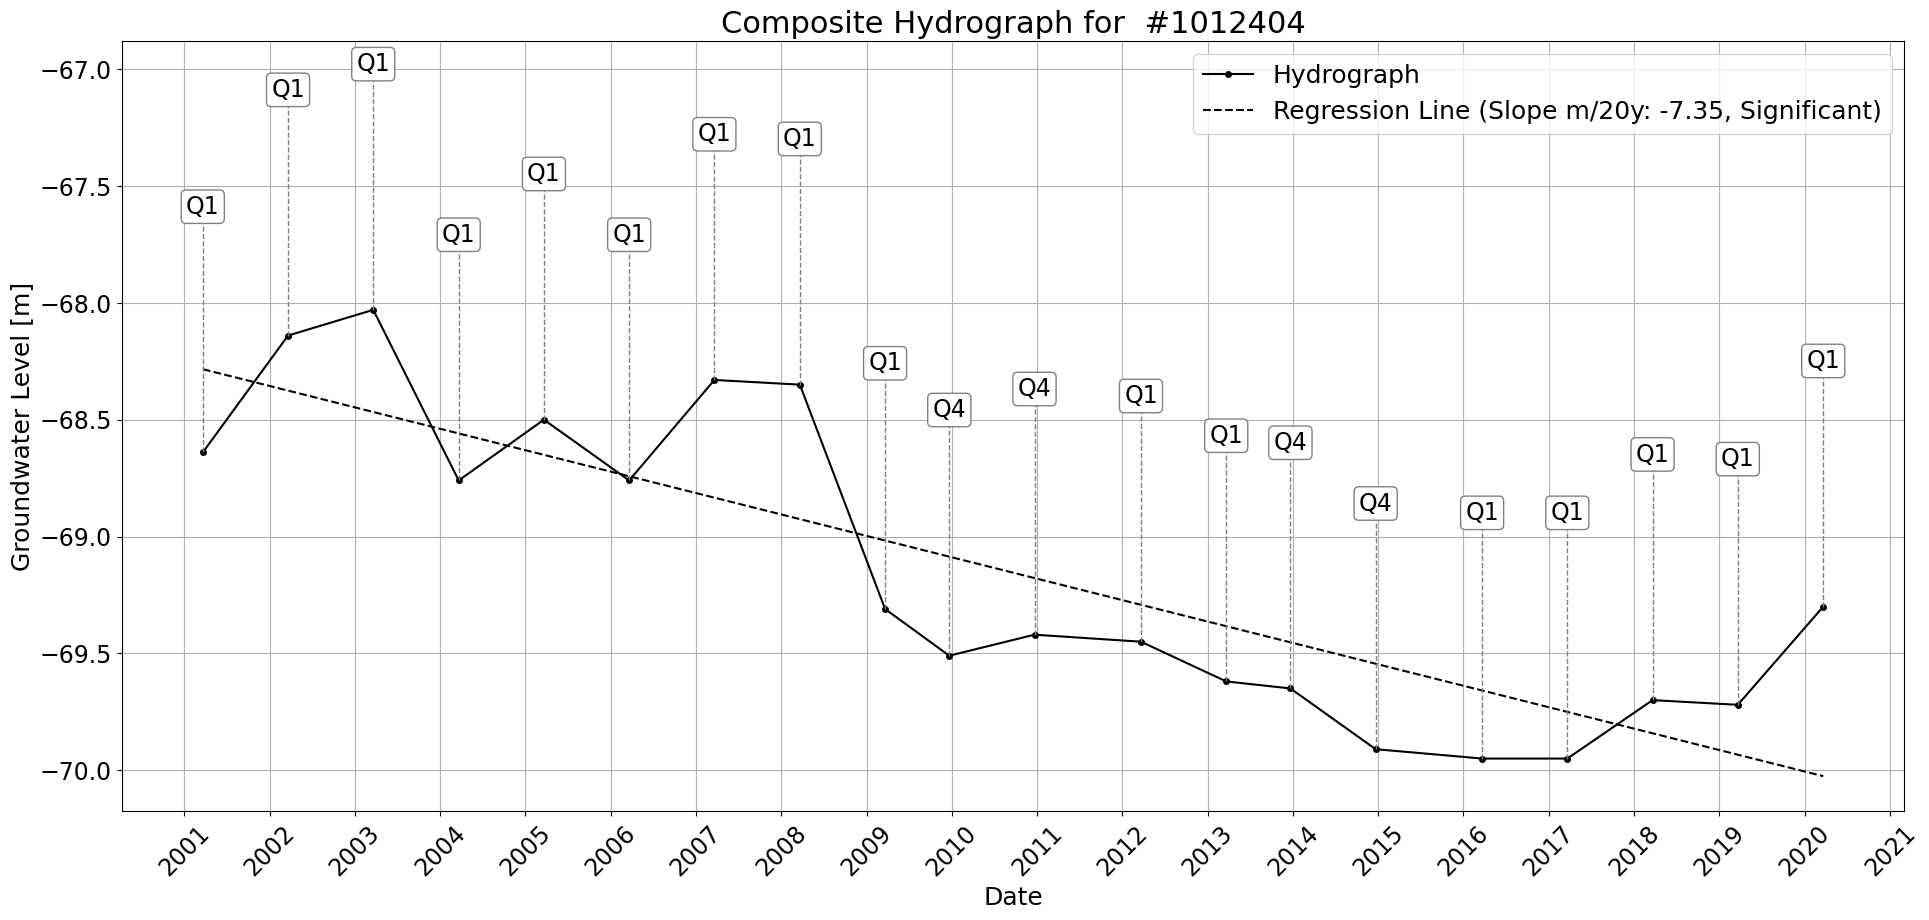 Composite Hydrograph for  #1012404
Hydrograph
Regression Line (Slope m/20y: -7.35, Significant)
Groundwater Level [m]
−67.0
−67.5
−68.0
−68.5
−69.0
−69.5
−70.0
Q1
Q1
Q1
Q1
Q1
Q1
Q1
Q1
Q1
Q4
Q4
Q1
Q1
Q4
Q4
Q1
Q1
Q1
Q1
Q1
2001
2002
2003
2004
2005
2006
2007
2008
2009
2010
2011
2012
2013
2014
2015
2016
2017
2018
2019
2020
2021
Date